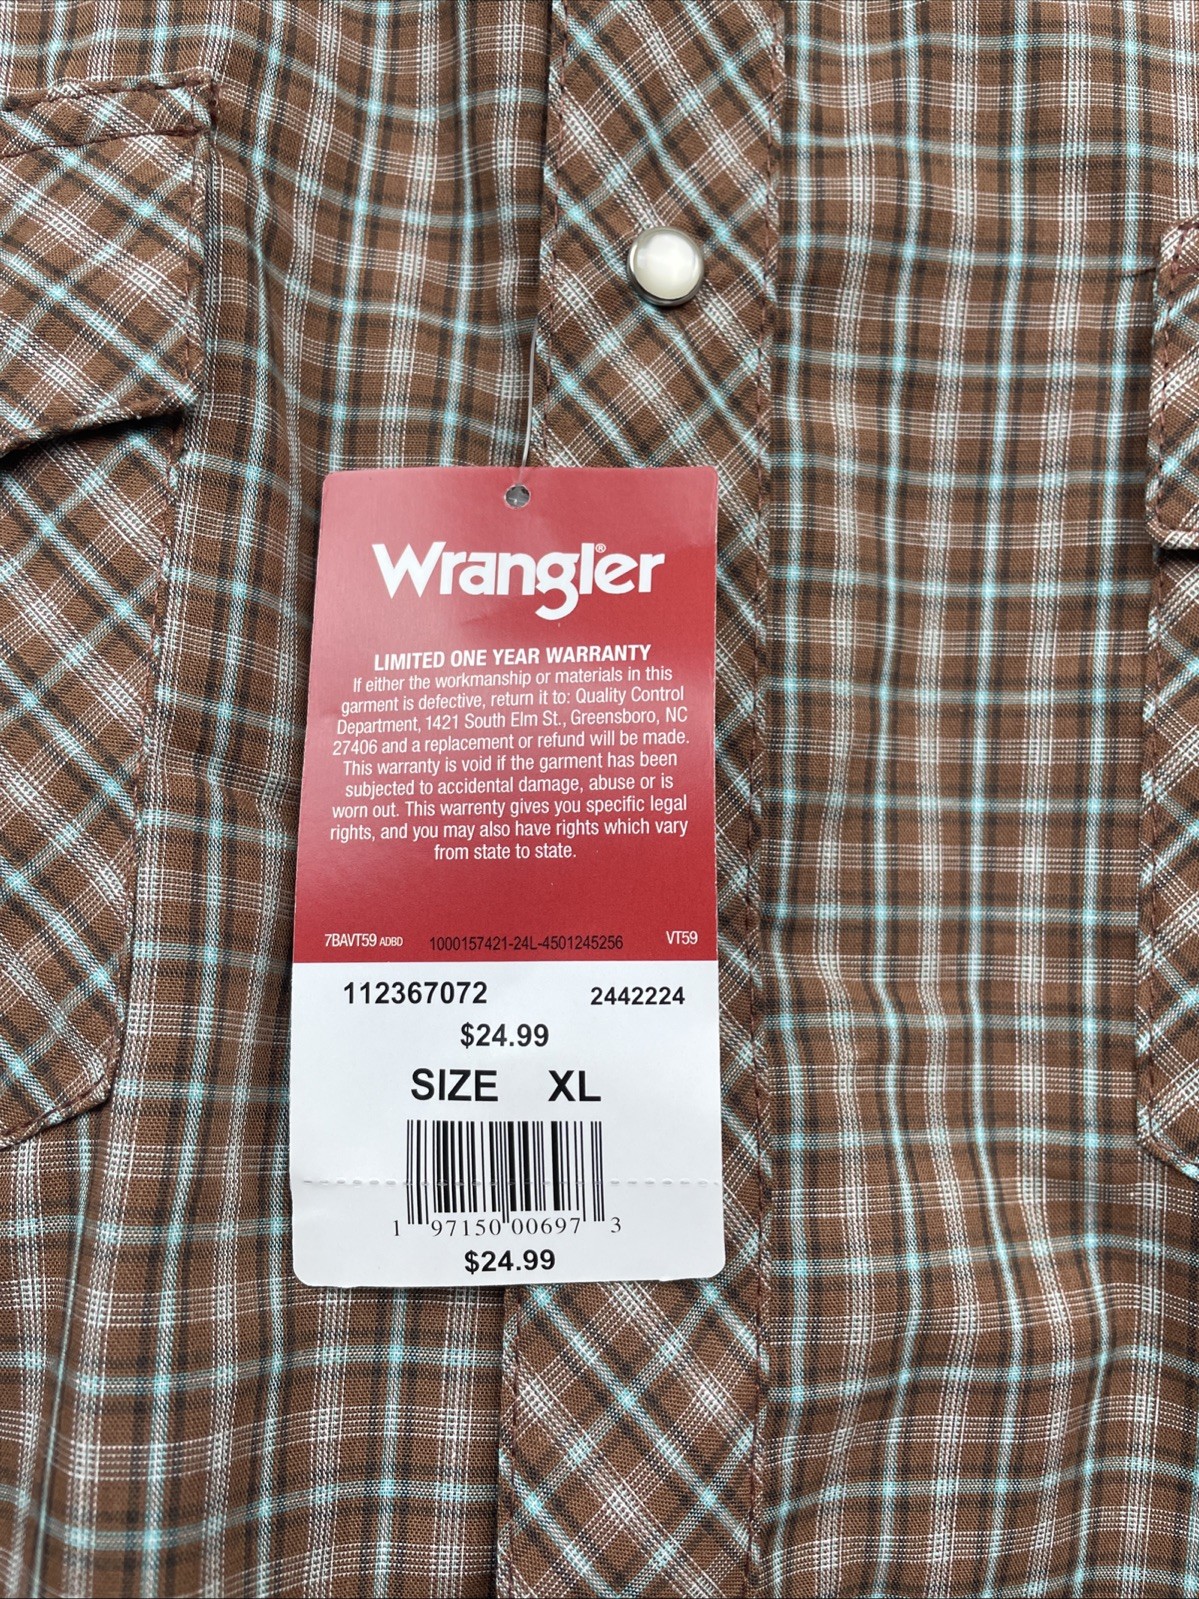 Wrangler®
LIMITED ONE YEAR WARRANTY
If either the workmanship or materials in this
garment is defective, return it to: Quality Control
Department, 1421 South Elm St., Greensboro, NC
27406 and a replacement or refund will be made.
This warranty is void if the garment has been
subjected to accidental damage, abuse or is
worn out. This warrenty gives you specific legal
rights, and you may also have rights which vary
from state to state.
7BAVT59 ADBD 1000157421-24L-4501245256 VT59
112367072 2442224
$24.99
SIZE XL
1 97150 00697 3
$24.99